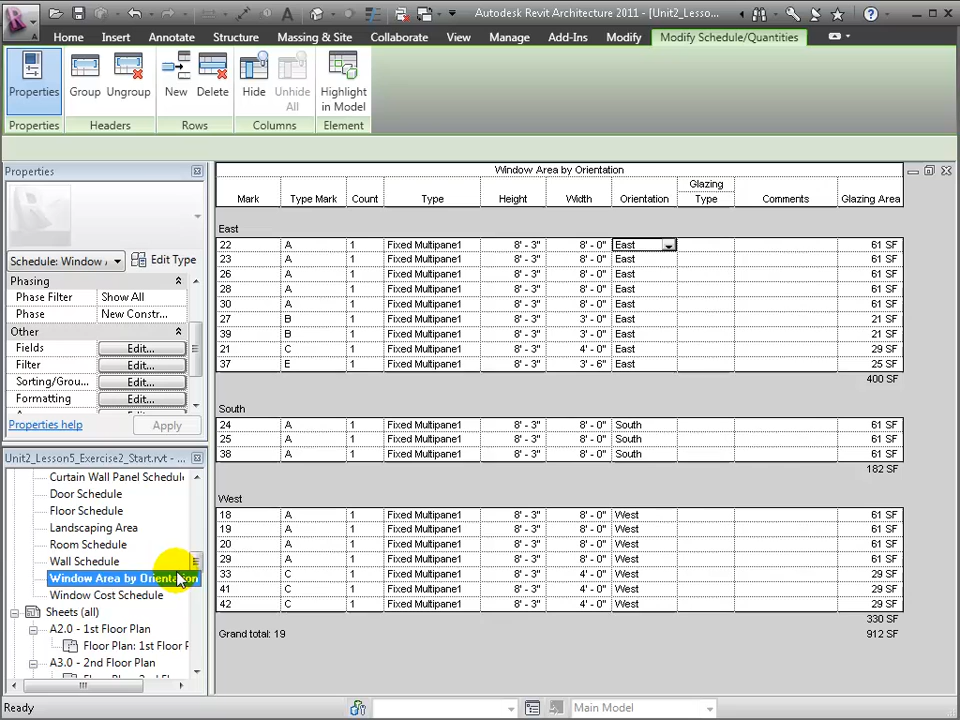 Autodesk Revit Architecture 2011 - [Unit2_Lesso...
Home Insert Annotate Structure Massing & Site Collaborate View Manage Add-Ins Modify Modify Schedule/Quantities
Properties Group Ungroup New Delete Hide Unhide All Highlight in Model
Properties Headers Rows Columns Element
Properties
Schedule: Window A Edit Type
Phasing
Phase Filter Show All
Phase New Constr...
Other
Fields Edit...
Filter Edit...
Sorting/Grou... Edit...
Formatting Edit...
Properties help Apply
Unit2_Lesson5_Exercise2_Start.rvt - ...
Curtain Wall Panel Schedule
Door Schedule
Floor Schedule
Landscaping Area
Room Schedule
Wall Schedule
Window Area by Orientation
Window Cost Schedule
Sheets (all)
A2.0 - 1st Floor Plan
Floor Plan: 1st Floor P
A3.0 - 2nd Floor Plan
Window Area by Orientation
Glazing
Mark Type Mark Count Type Height Width Orientation Type Comments Glazing Area
East
22 A 1 Fixed Multipane1 8' - 3" 8' - 0" East 61 SF
23 A 1 Fixed Multipane1 8' - 3" 8' - 0" East 61 SF
26 A 1 Fixed Multipane1 8' - 3" 8' - 0" East 61 SF
28 A 1 Fixed Multipane1 8' - 3" 8' - 0" East 61 SF
30 A 1 Fixed Multipane1 8' - 3" 8' - 0" East 61 SF
27 B 1 Fixed Multipane1 8' - 3" 3' - 0" East 21 SF
39 B 1 Fixed Multipane1 8' - 3" 3' - 0" East 21 SF
21 C 1 Fixed Multipane1 8' - 3" 4' - 0" East 29 SF
37 E 1 Fixed Multipane1 8' - 3" 3' - 6" East 25 SF
400 SF
South
24 A 1 Fixed Multipane1 8' - 3" 8' - 0" South 61 SF
25 A 1 Fixed Multipane1 8' - 3" 8' - 0" South 61 SF
38 A 1 Fixed Multipane1 8' - 3" 8' - 0" South 61 SF
182 SF
West
18 A 1 Fixed Multipane1 8' - 3" 8' - 0" West 61 SF
19 A 1 Fixed Multipane1 8' - 3" 8' - 0" West 61 SF
20 A 1 Fixed Multipane1 8' - 3" 8' - 0" West 61 SF
29 A 1 Fixed Multipane1 8' - 3" 8' - 0" West 61 SF
33 C 1 Fixed Multipane1 8' - 3" 4' - 0" West 29 SF
41 C 1 Fixed Multipane1 8' - 3" 4' - 0" West 29 SF
42 C 1 Fixed Multipane1 8' - 3" 4' - 0" West 29 SF
330 SF
Grand total: 19 912 SF
Ready Main Model